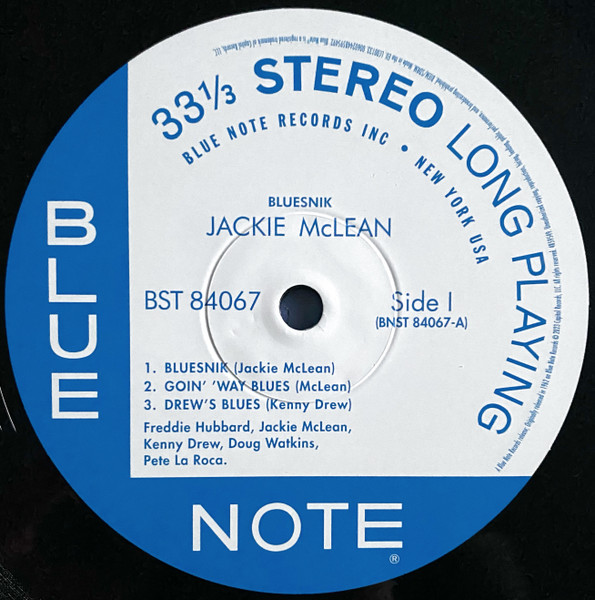 33⅓ STEREO LONG PLAYING
BLUE NOTE RECORDS INC • NEW YORK USA
BLUESNIK
JACKIE McLEAN
BST 84067
Side I
(BNST 84067-A)
1. BLUESNIK (Jackie McLean)
2. GOIN' 'WAY BLUES (McLean)
3. DREW'S BLUES (Kenny Drew)
Freddie Hubbard, Jackie McLean,
Kenny Drew, Doug Watkins,
Pete La Roca.
BLUE
NOTE®